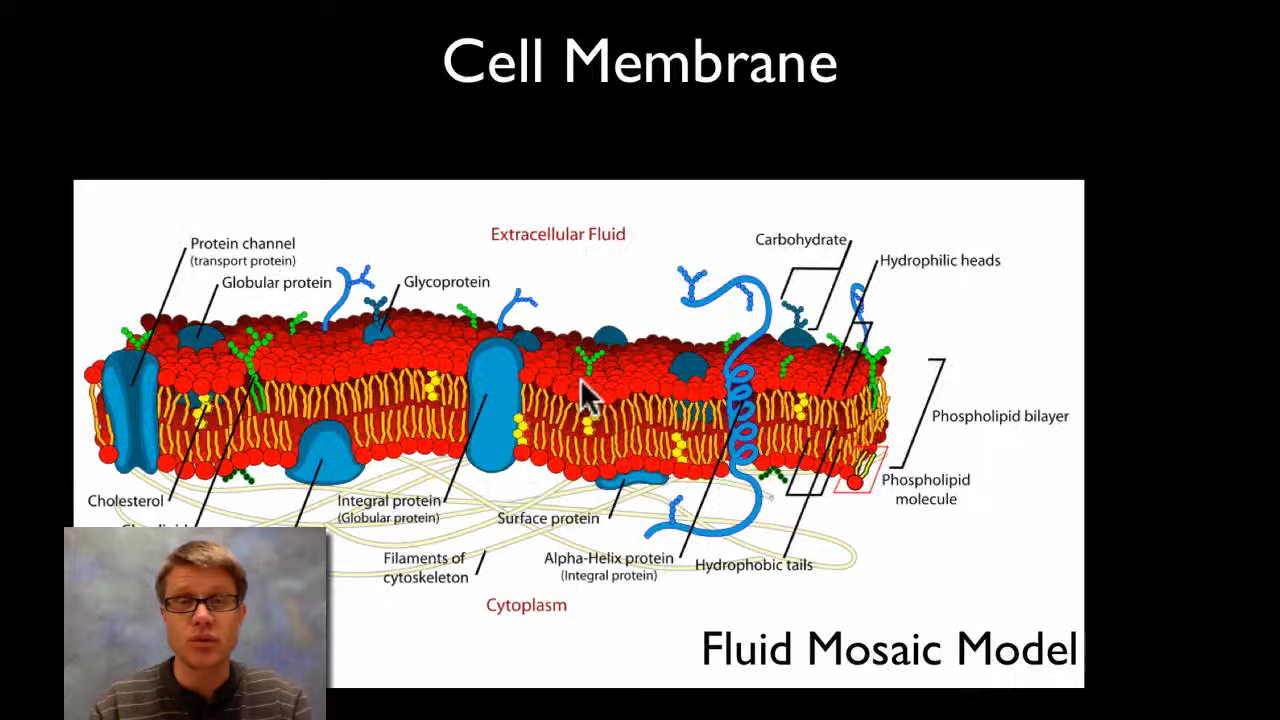 Cell Membrane
Extracellular Fluid
Protein channel
(transport protein)
Globular protein
Glycoprotein
Carbohydrate
Hydrophilic heads
Phospholipid bilayer
Phospholipid
molecule
Cholesterol
Integral protein
(Globular protein)
Surface protein
Filaments of
cytoskeleton
Alpha-Helix protein
(Integral protein)
Hydrophobic tails
Cytoplasm
Fluid Mosaic Model